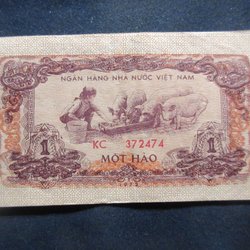 NGÂN HÀNG NHÀ NƯỚC VIỆT NAM
KC 372474
1 MỘT HÀO 1